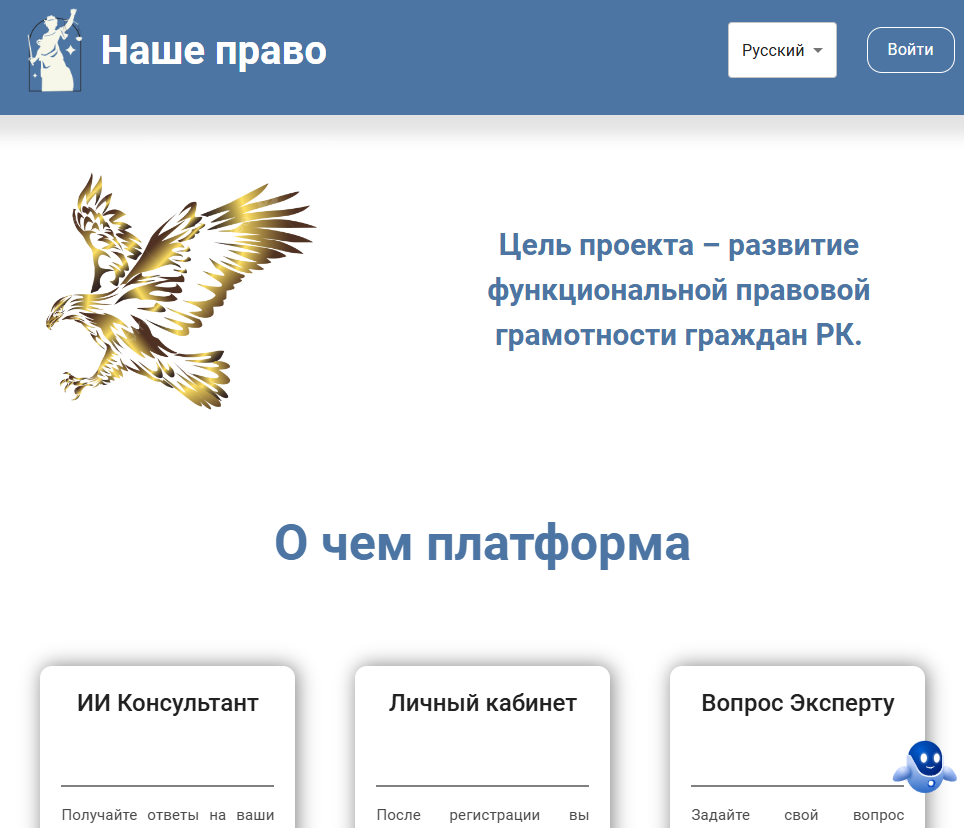 Наше право
Русский
Войти
Цель проекта – развитие
функциональной правовой
грамотности граждан РК.
О чем платформа
ИИ Консультант
Личный кабинет
Вопрос Эксперту
Получайте ответы на ваши
После регистрации вы
Задайте свой вопрос